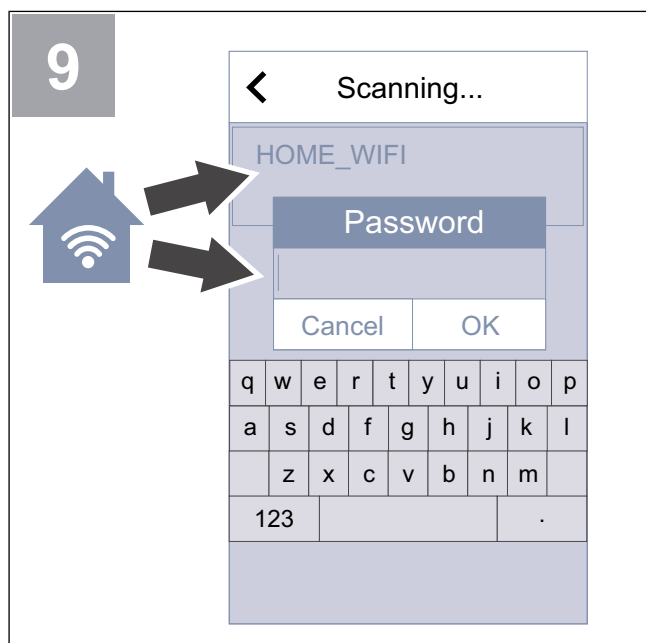 9
Scanning...
HOME_WIFI
Password
Cancel OK
q w e r t y u i o p
a s d f g h j k l
z x c v b n m
123 .